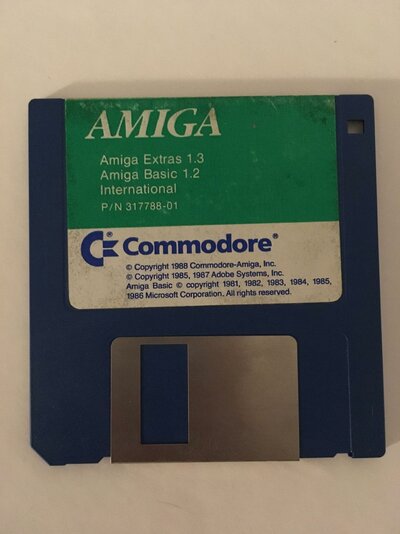 AMIGA
Amiga Extras 1.3
Amiga Basic 1.2
International
P/N 317788-01
Commodore®
© Copyright 1988 Commodore-Amiga, Inc.
© Copyright 1985, 1987 Adobe Systems, Inc.
Amiga Basic © copyright 1981, 1982, 1983, 1984, 1985,
1986 Microsoft Corporation. All rights reserved.